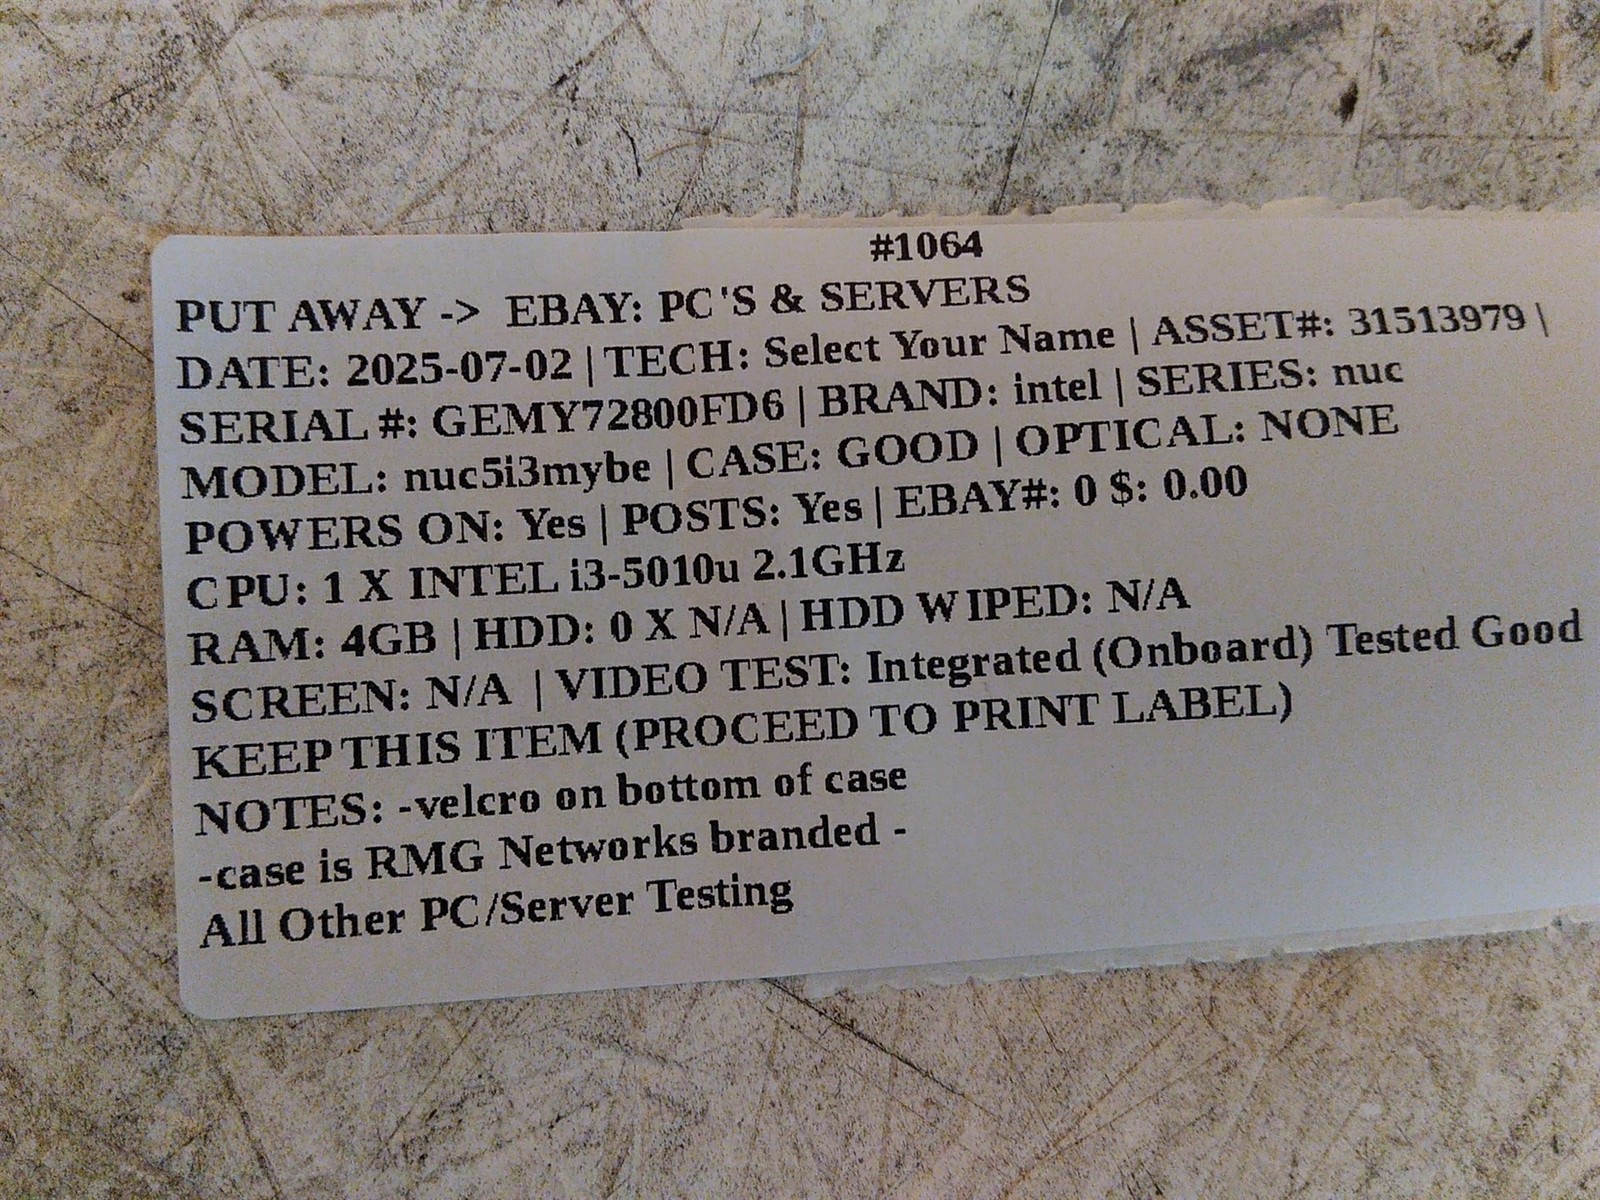 #1064
PUT AWAY -> EBAY: PC'S & SERVERS
DATE: 2025-07-02 | TECH: Select Your Name | ASSET#: 31513979 |
SERIAL #: GEMY72800FD6 | BRAND: intel | SERIES: nuc
MODEL: nuc5i3mybe | CASE: GOOD | OPTICAL: NONE
POWERS ON: Yes | POSTS: Yes | EBAY#: 0 $: 0.00
CPU: 1 X INTEL i3-5010u 2.1GHz
RAM: 4GB | HDD: 0 X N/A | HDD WIPED: N/A
SCREEN: N/A | VIDEO TEST: Integrated (Onboard) Tested Good
KEEP THIS ITEM (PROCEED TO PRINT LABEL)
NOTES: -velcro on bottom of case
-case is RMG Networks branded -
All Other PC/Server Testing